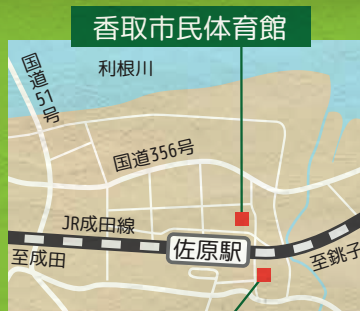 香取市民体育館
利根川
国道51号
国道356号
JR成田線
佐原駅
至成田
至銚子